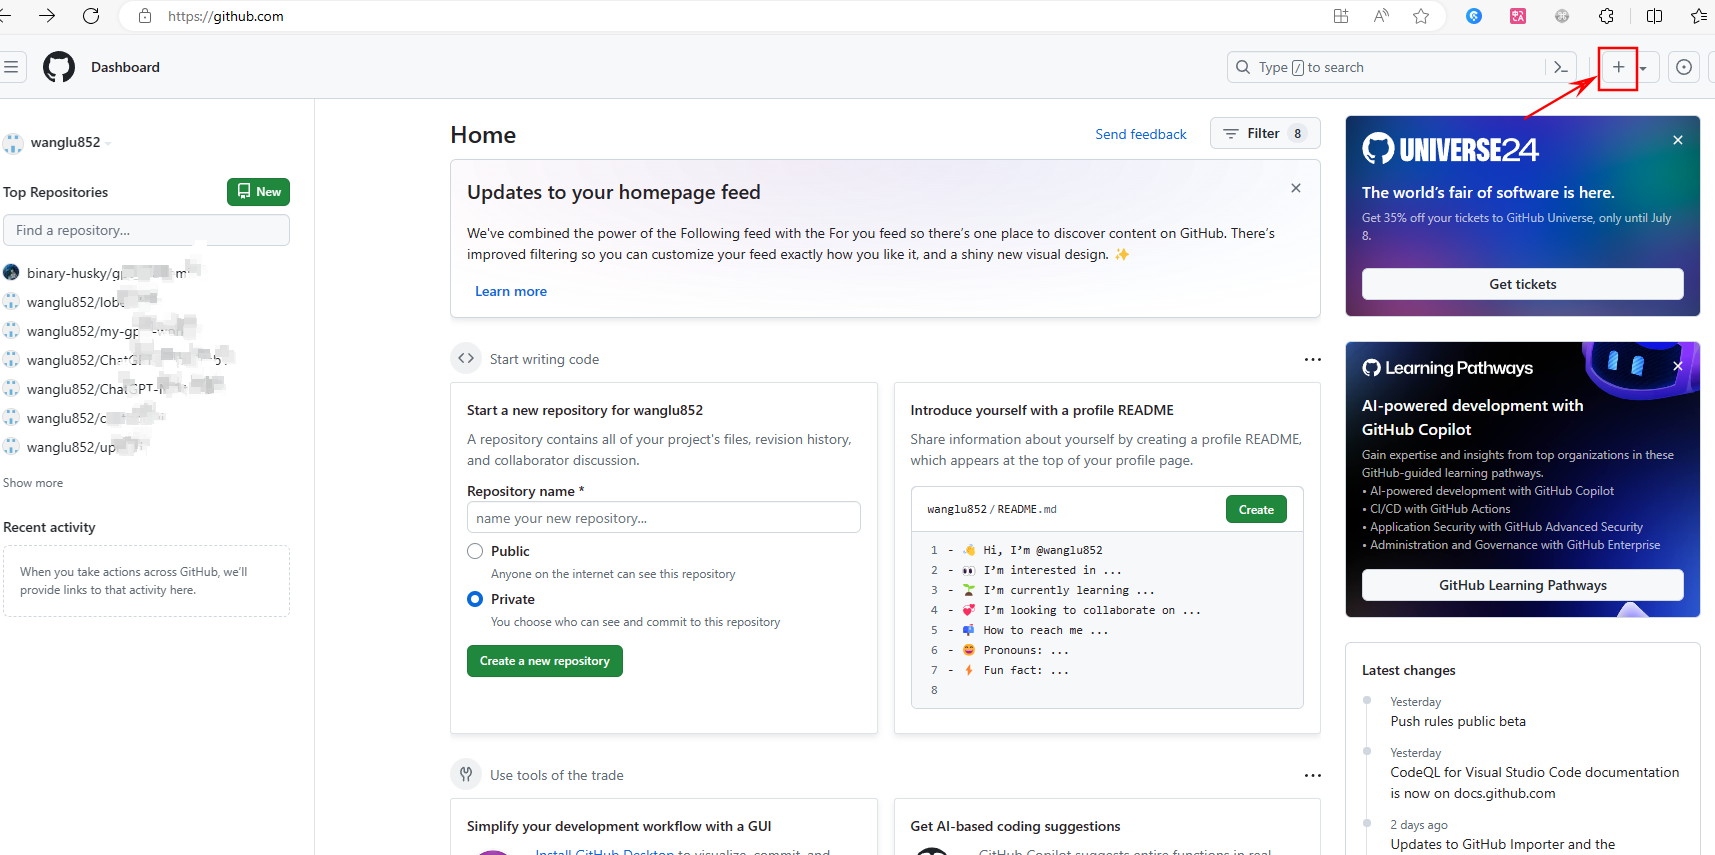 https://github.com
Dashboard
Type / to search
wanglu852
Top Repositories
New
Find a repository...
binary-husky/
wanglu852/
wanglu852/my-
wanglu852/
wanglu852/ChatGPT-
wanglu852/
wanglu852/
Show more
Recent activity
When you take actions across GitHub, we'll
provide links to that activity here.
Home
Send feedback
Filter 8
Updates to your homepage feed
We've combined the power of the Following feed with the For you feed so there's one place to discover content on GitHub. There's
improved filtering so you can customize your feed exactly how you like it, and a shiny new visual design. ✨
Learn more
Start writing code
Start a new repository for wanglu852
A repository contains all of your project's files, revision history,
and collaborator discussion.
Repository name *
name your new repository...
Public
Anyone on the internet can see this repository
Private
You choose who can see and commit to this repository
Create a new repository
Introduce yourself with a profile README
Share information about yourself by creating a profile README,
which appears at the top of your profile page.
wanglu852 / README.md
Create
1 - 👋 Hi, I'm @wanglu852
2 - 👀 I'm interested in ...
3 - 🌱 I'm currently learning ...
4 - 💞️ I'm looking to collaborate on ...
5 - 📫 How to reach me ...
6 - 😄 Pronouns: ...
7 - ⚡ Fun fact: ...
8
Use tools of the trade
Simplify your development workflow with a GUI
Install GitHub Desktop to visualize, commit, and
Get AI-based coding suggestions
GitHub Copilot suggests entire functions in real
UNIVERSE24
The world's fair of software is here.
Get 35% off your tickets to GitHub Universe, only until July
8.
Get tickets
Learning Pathways
AI-powered development with
GitHub Copilot
Gain expertise and insights from top organizations in these
GitHub-guided learning pathways.
• AI-powered development with GitHub Copilot
• CI/CD with GitHub Actions
• Application Security with GitHub Advanced Security
• Administration and Governance with GitHub Enterprise
GitHub Learning Pathways
Latest changes
Yesterday
Push rules public beta
Yesterday
CodeQL for Visual Studio Code documentation
is now on docs.github.com
2 days ago
Updates to GitHub Importer and the